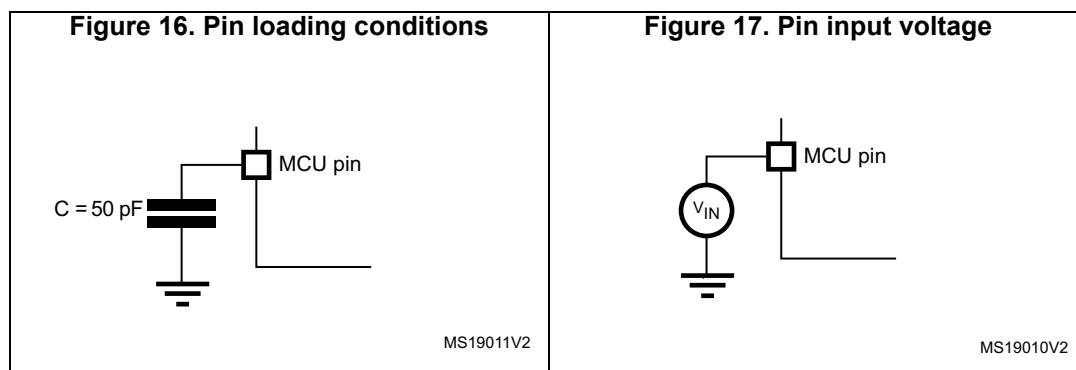 Figure 16. Pin loading conditions
MCU pin
C = 50 pF
MS19011V2
Figure 17. Pin input voltage
MCU pin
VIN
MS19010V2